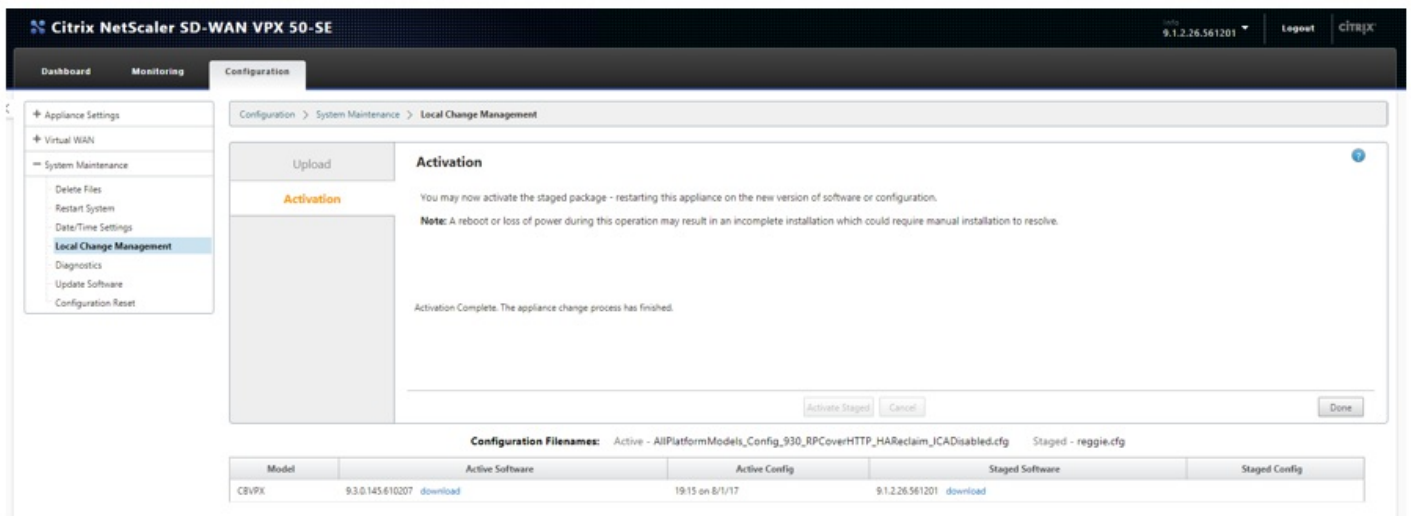 Citrix NetScaler SD-WAN VPX 50-SE
Info
9.1.2.26.561201
Logout
CİTRIX
Dashboard Monitoring Configuration
+ Appliance Settings
+ Virtual WAN
− System Maintenance
Delete Files
Restart System
Date/Time Settings
Local Change Management
Diagnostics
Update Software
Configuration Reset
Configuration > System Maintenance > Local Change Management
Upload
Activation
Activation
?
You may now activate the staged package - restarting this appliance on the new version of software or configuration.
Note: A reboot or loss of power during this operation may result in an incomplete installation which could require manual installation to resolve.
Activation Complete. The appliance change process has finished.
Activate Staged Cancel Done
Configuration Filenames: Active - AllPlatformModels_Config_930_RPCoverHTTP_HAReclaim_ICADisabled.cfg Staged - reggie.cfg
Model Active Software Active Config Staged Software Staged Config
CBVPX 9.3.0.145.610207 download 19:15 on 8/1/17 9.1.2.26.561201 download